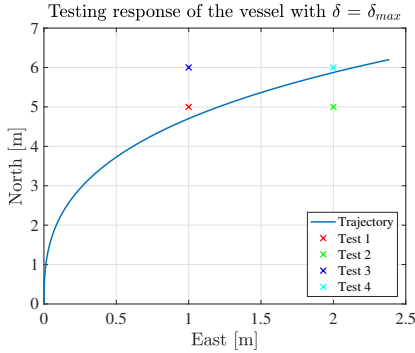 Testing response of the vessel with δ = δmax
7
6
5
4
3
2
1
0
North [m]
0
0.5
1
1.5
2
2.5
East [m]
Trajectory
Test 1
Test 2
Test 3
Test 4